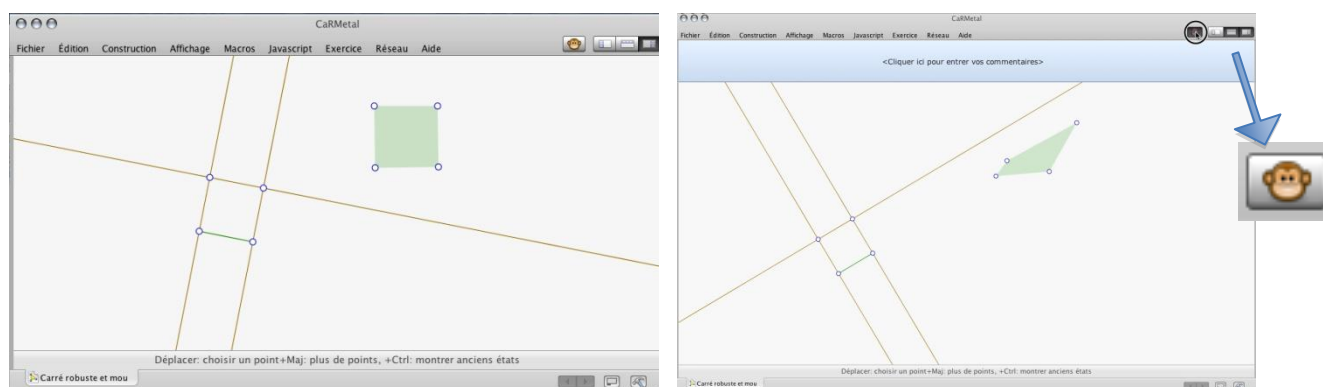 CaRMetal
Fichier Édition Construction Affichage Macros Javascript Exercice Réseau Aide
Déplacer: choisir un point+Maj: plus de points, +Ctrl: montrer anciens états
Carré robuste et mou
CaRMetal
Fichier Édition Construction Affichage Macros Javascript Exercice Réseau Aide
<Cliquer ici pour entrer vos commentaires>
Déplacer: choisir un point+Maj: plus de points, +Ctrl: montrer anciens états
Carré robuste et mou